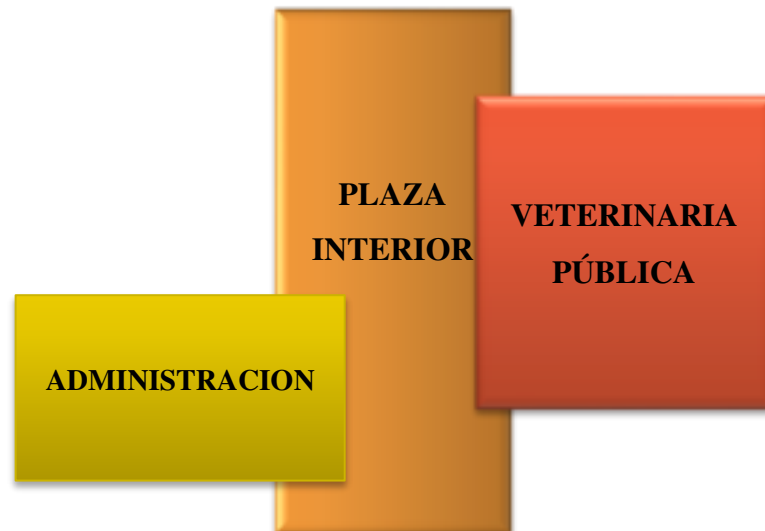 PLAZA
INTERIOR
VETERINARIA
PÚBLICA
ADMINISTRACION